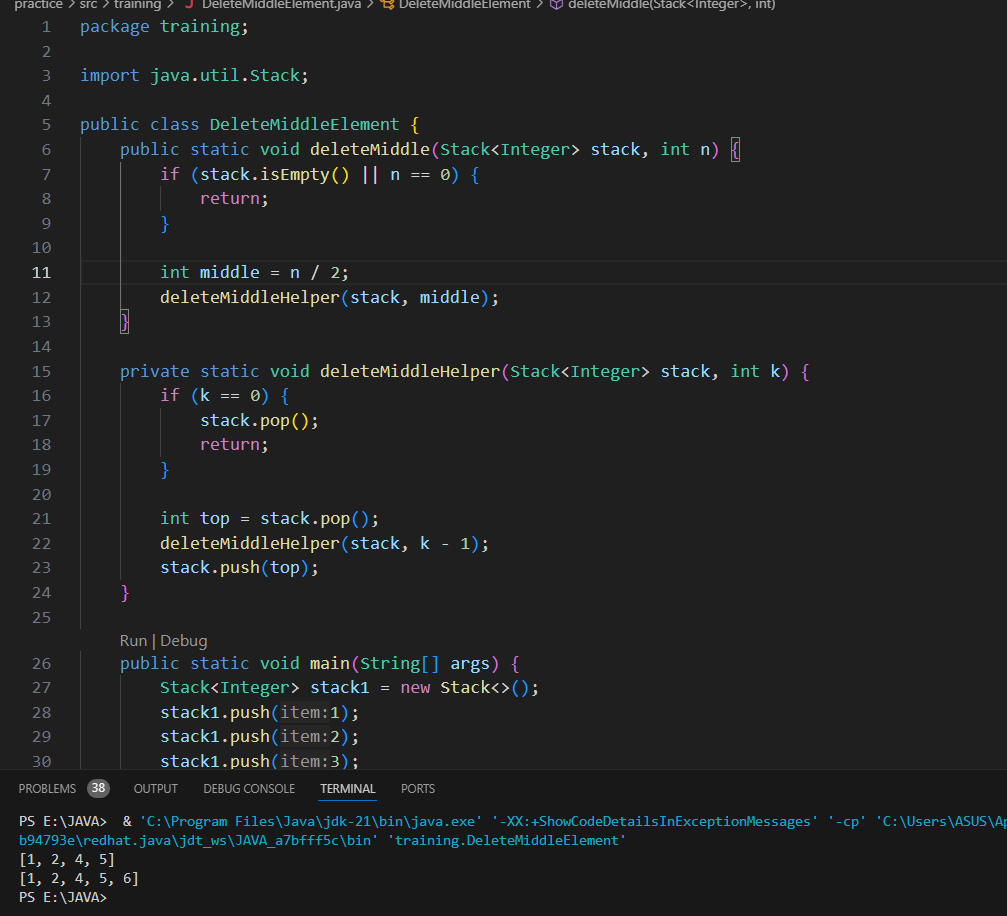 practice > src > training > J DeleteMiddleElement.java > DeleteMiddleElement > deleteMiddle(Stack<Integer>, int)
1 package training;
2
3 import java.util.Stack;
4
5 public class DeleteMiddleElement {
6 public static void deleteMiddle(Stack<Integer> stack, int n) {
7 if (stack.isEmpty() || n == 0) {
8 return;
9 }
10
11 int middle = n / 2;
12 deleteMiddleHelper(stack, middle);
13 }
14
15 private static void deleteMiddleHelper(Stack<Integer> stack, int k) {
16 if (k == 0) {
17 stack.pop();
18 return;
19 }
20
21 int top = stack.pop();
22 deleteMiddleHelper(stack, k - 1);
23 stack.push(top);
24 }
25
Run | Debug
26 public static void main(String[] args) {
27 Stack<Integer> stack1 = new Stack<>();
28 stack1.push(item:1);
29 stack1.push(item:2);
30 stack1.push(item:3);
PROBLEMS 38 OUTPUT DEBUG CONSOLE TERMINAL PORTS
PS E:\JAVA> & 'C:\Program Files\Java\jdk-21\bin\java.exe' '-XX:+ShowCodeDetailsInExceptionMessages' '-cp' 'C:\Users\ASUS\Ap
b94793e\redhat.java\jdt_ws\JAVA_a7bfff5c\bin' 'training.DeleteMiddleElement'
[1, 2, 4, 5]
[1, 2, 4, 5, 6]
PS E:\JAVA>